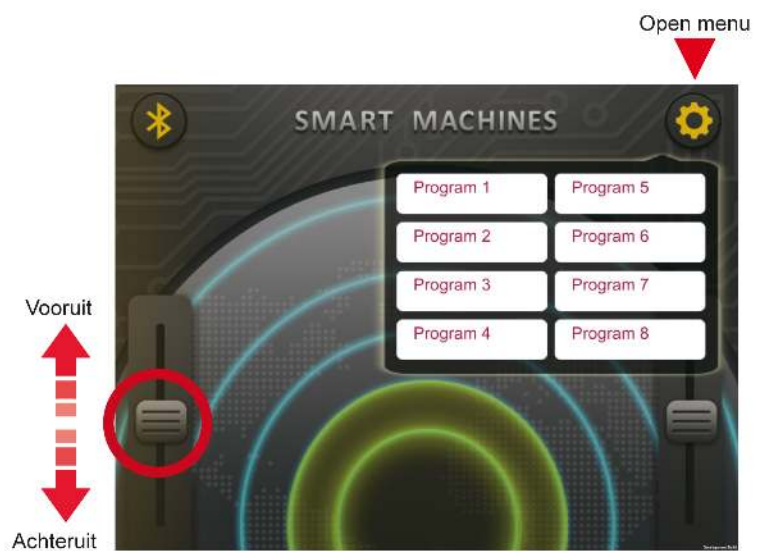 Open menu
SMART MACHINES
Program 1
Program 5
Program 2
Program 6
Program 3
Program 7
Program 4
Program 8
Vooruit
Achteruit